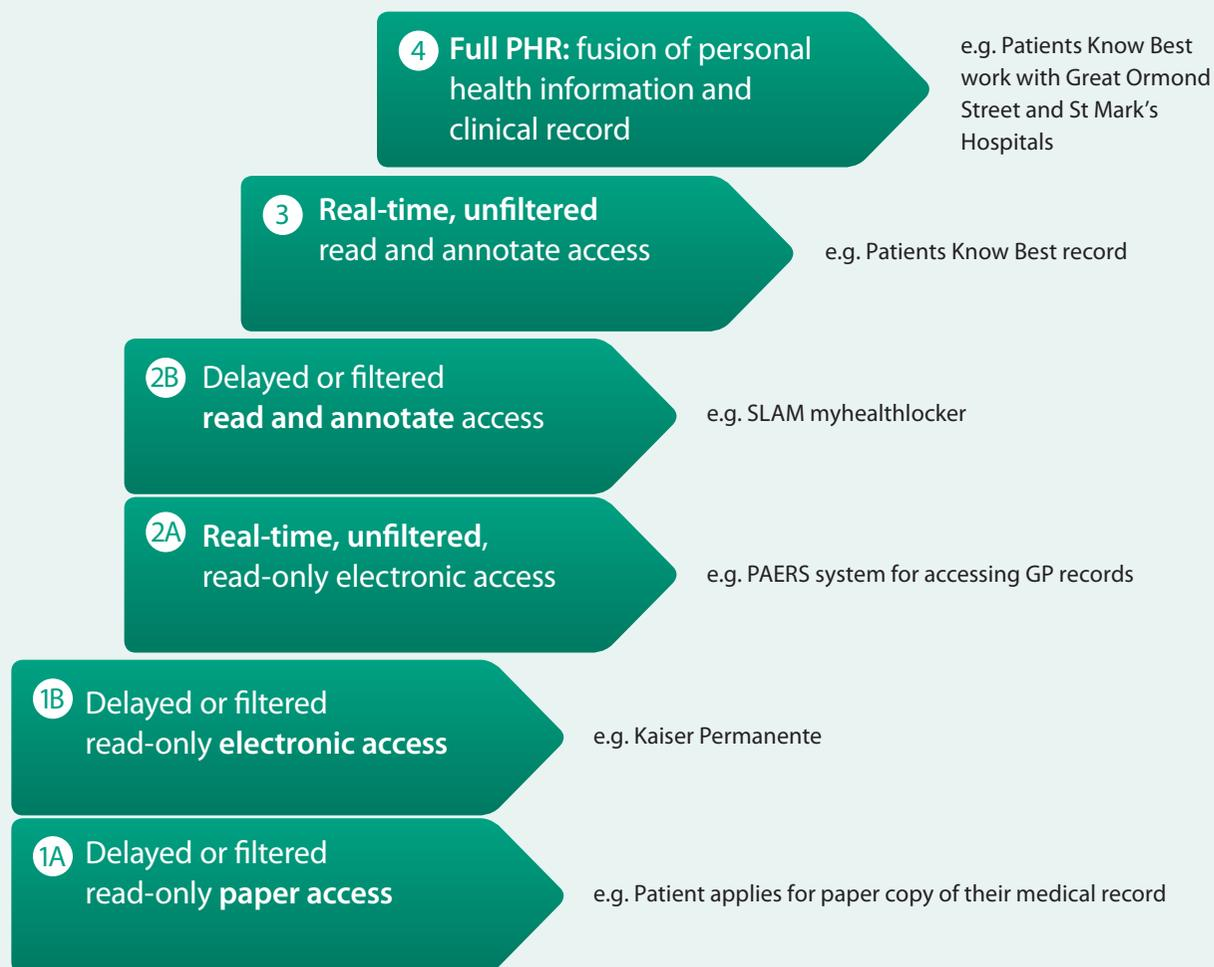 4 Full PHR: fusion of personal
health information and
clinical record
e.g. Patients Know Best
work with Great Ormond
Street and St Mark’s
Hospitals
3 Real-time, unfiltered
read and annotate access
e.g. Patients Know Best record
2B Delayed or filtered
read and annotate access
e.g. SLAM myhealthlocker
2A Real-time, unfiltered,
read-only electronic access
e.g. PAERS system for accessing GP records
1B Delayed or filtered
read-only electronic access
e.g. Kaiser Permanente
1A Delayed or filtered
read-only paper access
e.g. Patient applies for paper copy of their medical record